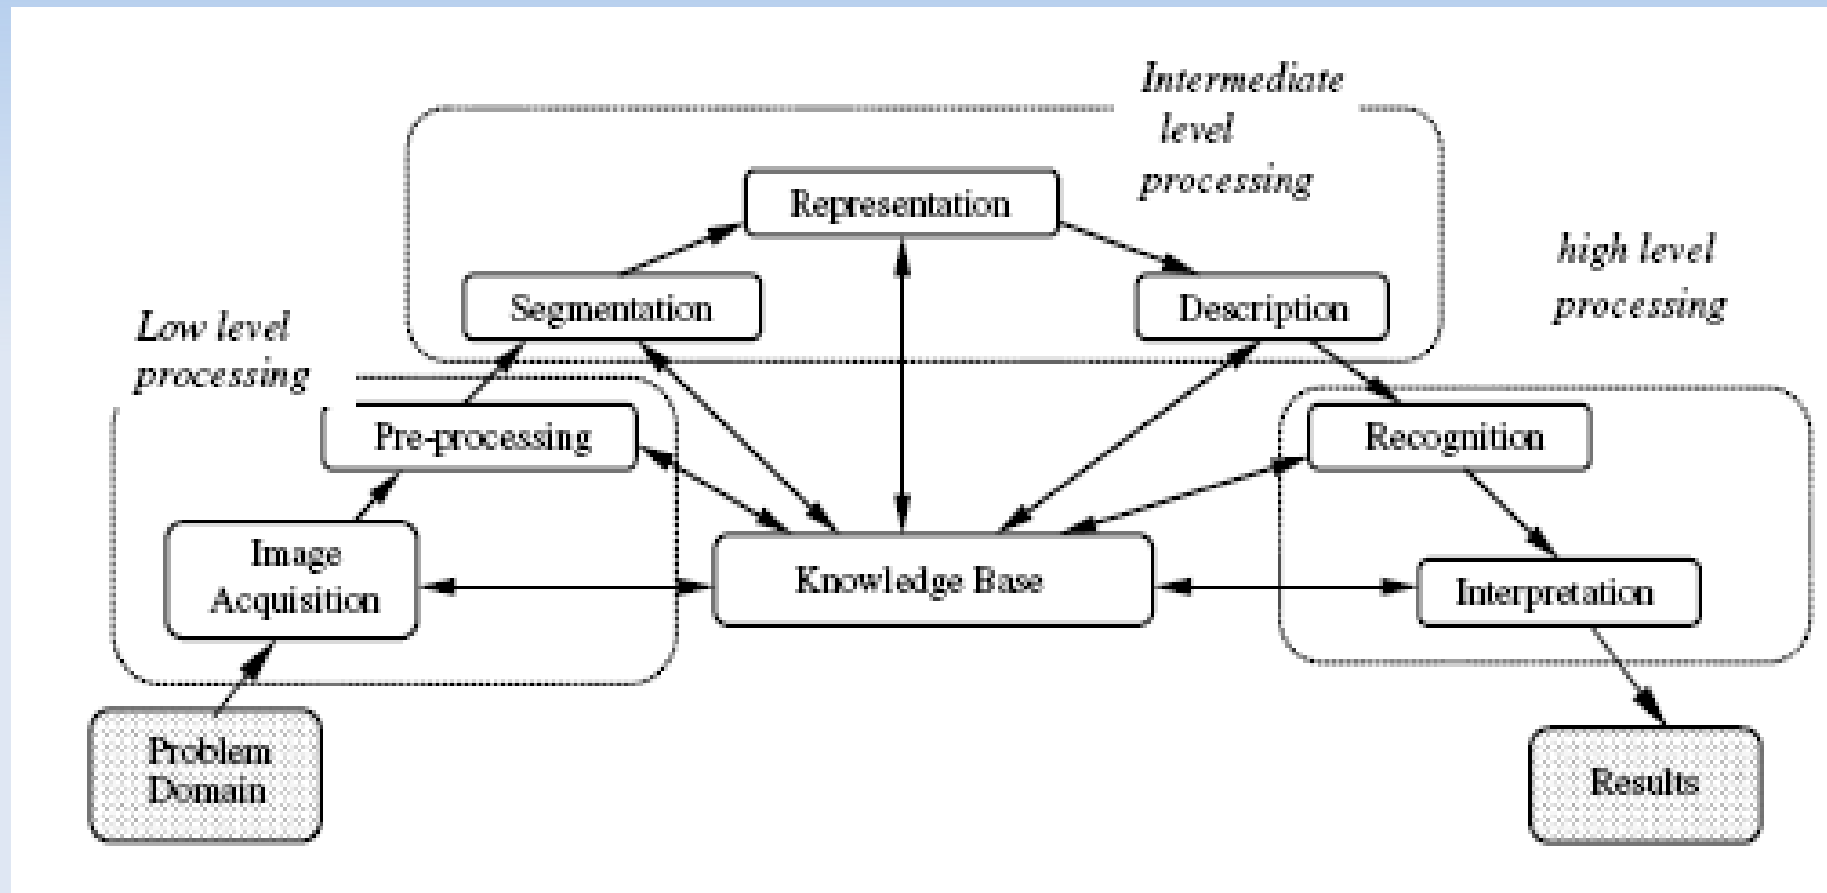 Intermediate
level
processing
Representation
high level
processing
Segmentation
Description
Low level
processing
Pre-processing
Recognition
Image
Acquisition
Knowledge Base
Interpretation
Problem
Domain
Results